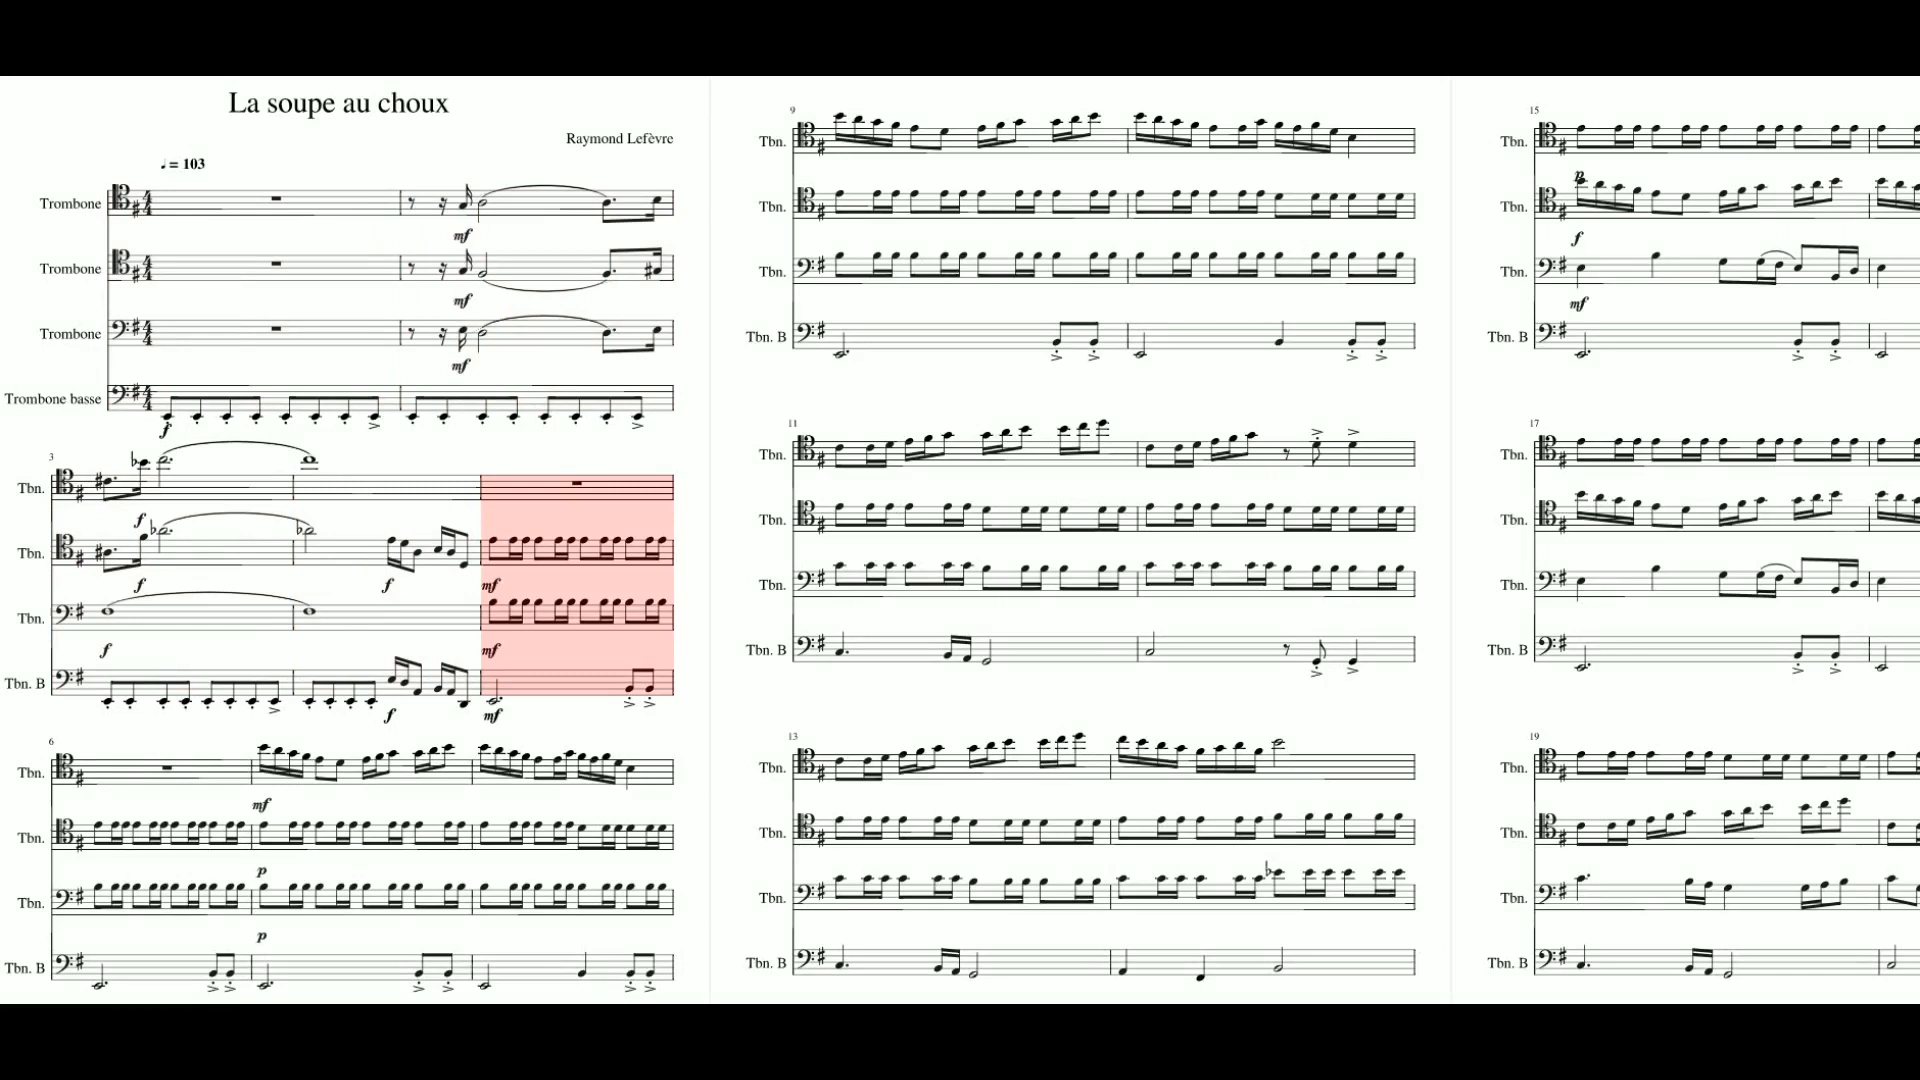 La soupe au choux
Raymond Lefèvre
♩ = 103
Trombone
mf
Trombone
mf
Trombone
mf
Trombone basse
f
3
Tbn.
f
Tbn.
f f mf
Tbn.
f mf
Tbn. B
f mf
6
Tbn.
mf
Tbn.
p
Tbn.
p
Tbn. B
9
Tbn.
Tbn.
Tbn.
Tbn. B
11
Tbn.
Tbn.
Tbn.
Tbn. B
13
Tbn.
Tbn.
Tbn.
Tbn. B
15
Tbn.
p
Tbn.
f
Tbn.
mf
Tbn. B
17
Tbn.
Tbn.
Tbn.
Tbn. B
19
Tbn.
Tbn.
Tbn.
Tbn. B